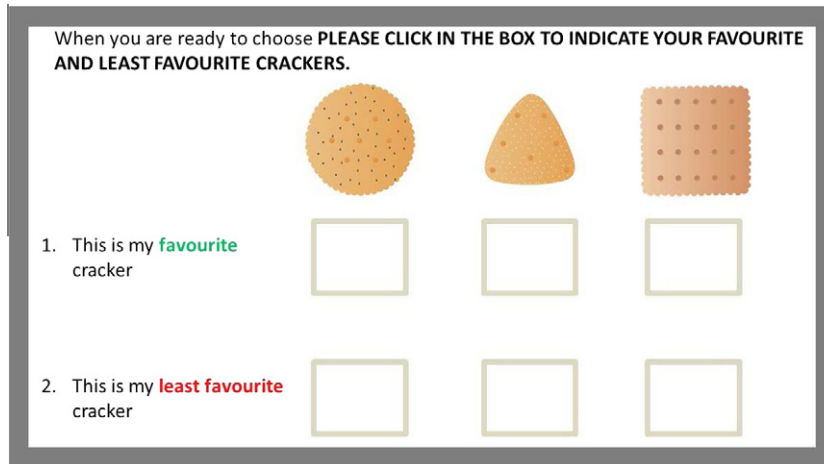 When you are ready to choose PLEASE CLICK IN THE BOX TO INDICATE YOUR FAVOURITE
AND LEAST FAVOURITE CRACKERS.
1. This is my favourite
cracker
2. This is my least favourite
cracker